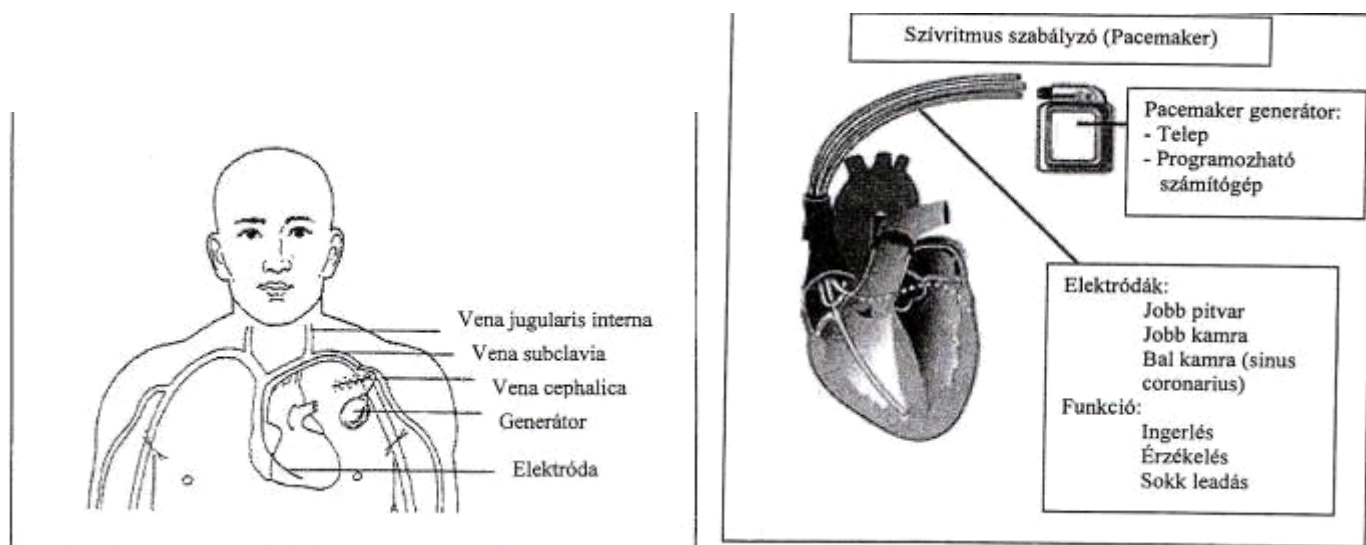 Vena jugularis interna
Vena subclavia
Vena cephalica
Generátor
Elektróda
Szívritmus szabályzó (Pacemaker)
Pacemaker generátor:
- Telep
- Programozható
számítógép
Elektródák:
Jobb pitvar
Jobb kamra
Bal kamra (sinus
coronarius)
Funkció:
Ingerlés
Érzékelés
Sokk leadás